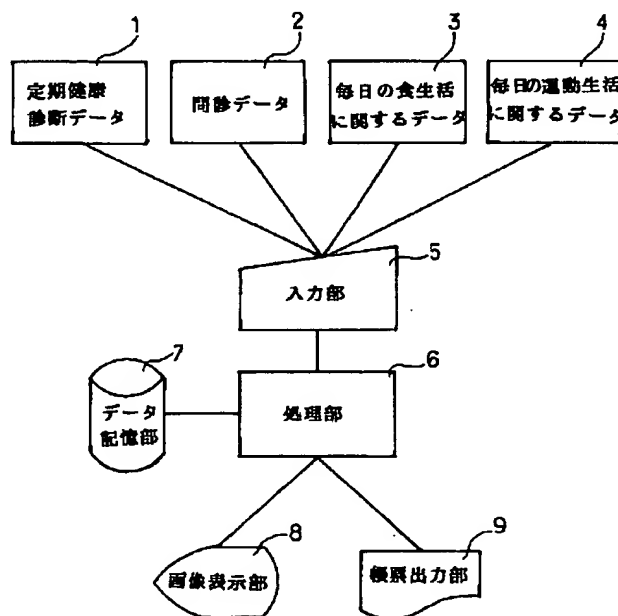 1
定期健康
診断データ
2
問診データ
3
毎日の食生活
に関するデータ
4
毎日の運動生活
に関するデータ
5
入力部
6
処理部
7
データ
記憶部
8
画像表示部
9
帳票出力部